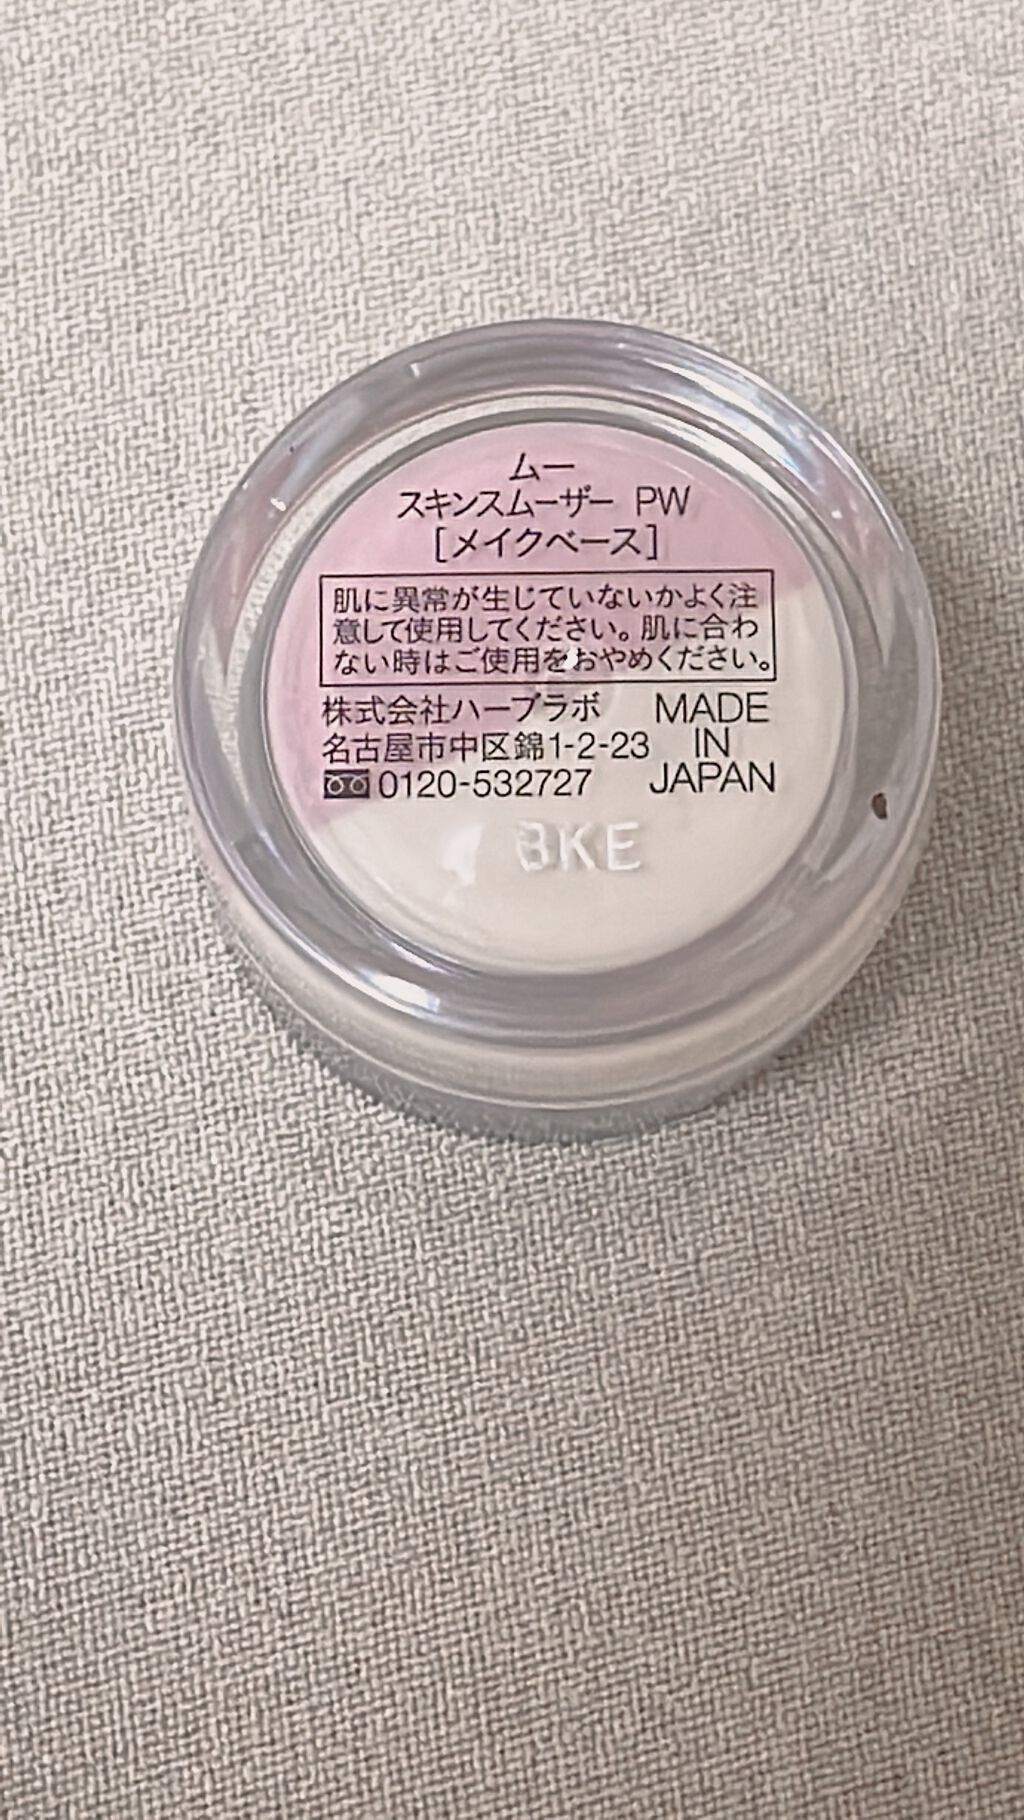 ムー
スキンスムーザー PW
[メイクベース]
肌に異常が生じていないかよく注
意して使用してください。肌に合わ
ない時はご使用をおやめください。
株式会社ハーブラボ
名古屋市中区錦1-2-23
0120-532727
MADE
IN
JAPAN
BKE